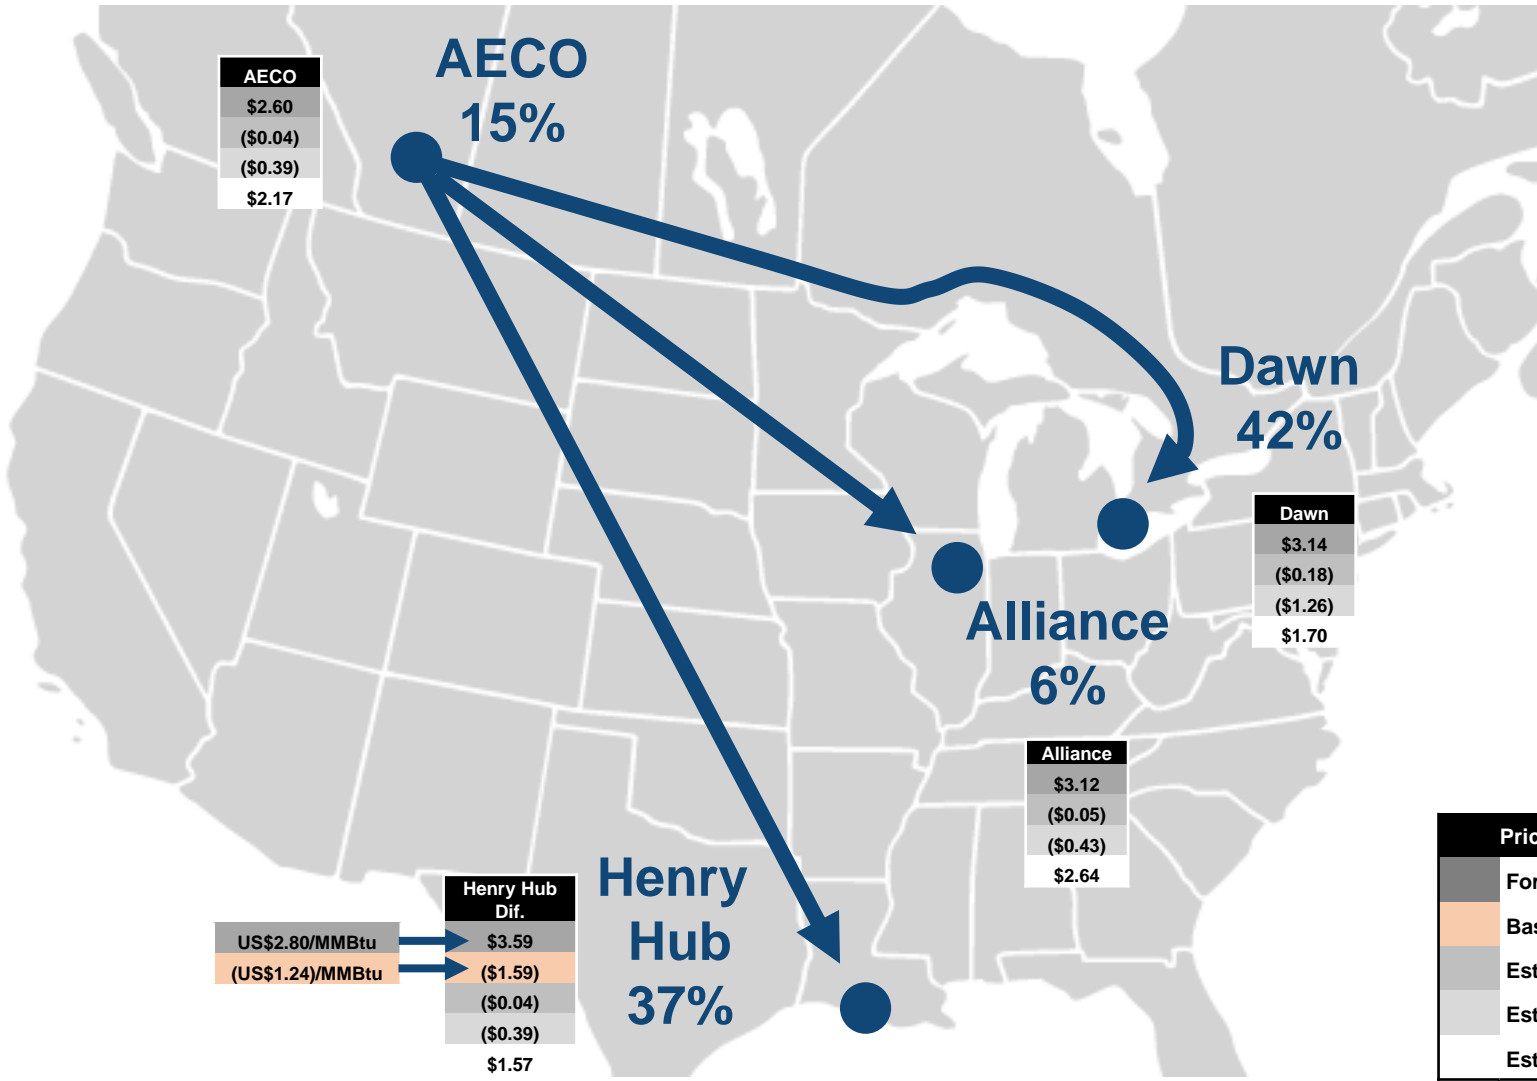 AECO
15%
AECO
$2.60
($0.04)
($0.39)
$2.17
Dawn
42%
Dawn
$3.14
($0.18)
($1.26)
$1.70
Alliance
6%
Alliance
$3.12
($0.05)
($0.43)
$2.64
Henry
Hub
37%
Henry Hub
Dif.
US$2.80/MMBtu
$3.59
(US$1.24)/MMBtu
($1.59)
($0.04)
($0.39)
$1.57